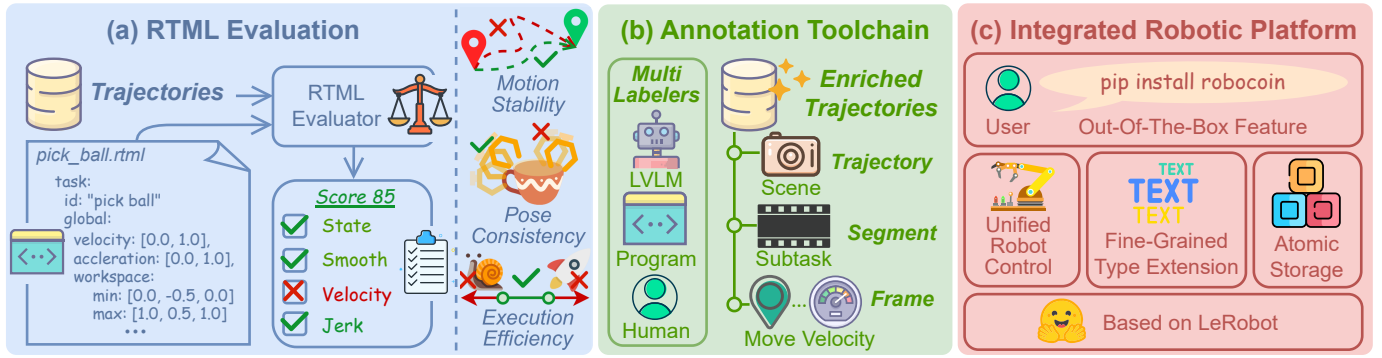 (a) RTML Evaluation
Trajectories
RTML
Evaluator
pick_ball.rtml
task:
id: "pick ball"
global:
velocity: [0.0, 1.0],
accleration: [0.0, 1.0],
workspace:
min: [0.0, -0.5, 0.0]
max: [1.0, 0.5, 1.0]
...
<··>
Score 85
State
Smooth
Velocity
Jerk
Motion
Stability
Pose
Consistency
Execution
Efficiency
(b) Annotation Toolchain
Multi
Labelers
LVLM
<··>
Program
Human
Enriched
Trajectories
Scene
Trajectory
Subtask
Segment
...
Frame
Move Velocity
(c) Integrated Robotic Platform
pip install robocoin
User
Out-Of-The-Box Feature
Unified
Robot
Control
TEXT
TEXT
TEXT
Fine-Grained
Type Extension
Atomic
Storage
Based on LeRobot